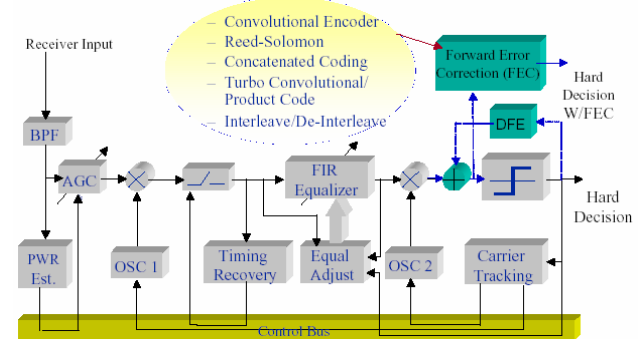 – Convolutional Encoder
– Reed-Solomon
– Concatenated Coding
– Turbo Convolutional/
Product Code
– Interleave/De-Interleave
Receiver Input
Forward Error
Correction (FEC)
Hard
Decision
W/FEC
BPF
DFE
AGC
FIR
Equalizer
Hard
Decision
PWR
Est.
OSC 1
Timing
Recovery
Equal
Adjust
OSC 2
Carrier
Tracking
Control Bus